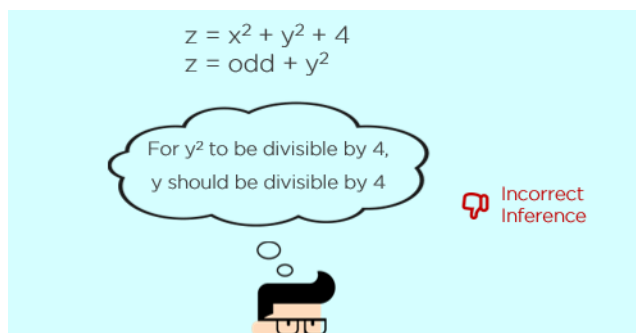 z = x² + y² + 4
z = odd + y²
For y² to be divisible by 4,
y should be divisible by 4
Incorrect
Inference